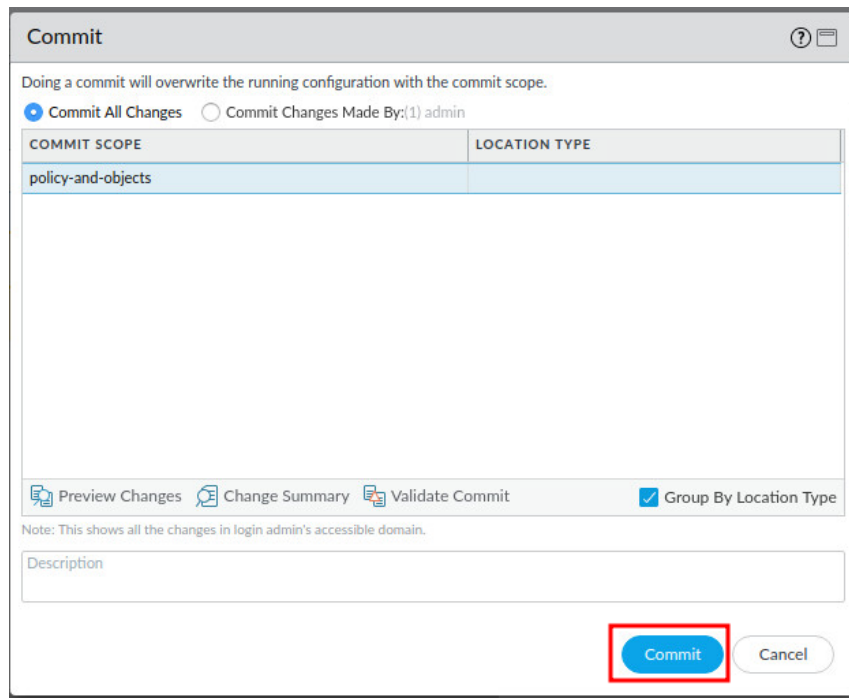 Commit
Doing a commit will overwrite the running configuration with the commit scope.
Commit All Changes Commit Changes Made By:(1) admin
COMMIT SCOPE LOCATION TYPE
policy-and-objects
Preview Changes Change Summary Validate Commit Group By Location Type
Note: This shows all the changes in login admin's accessible domain.
Description
Commit Cancel